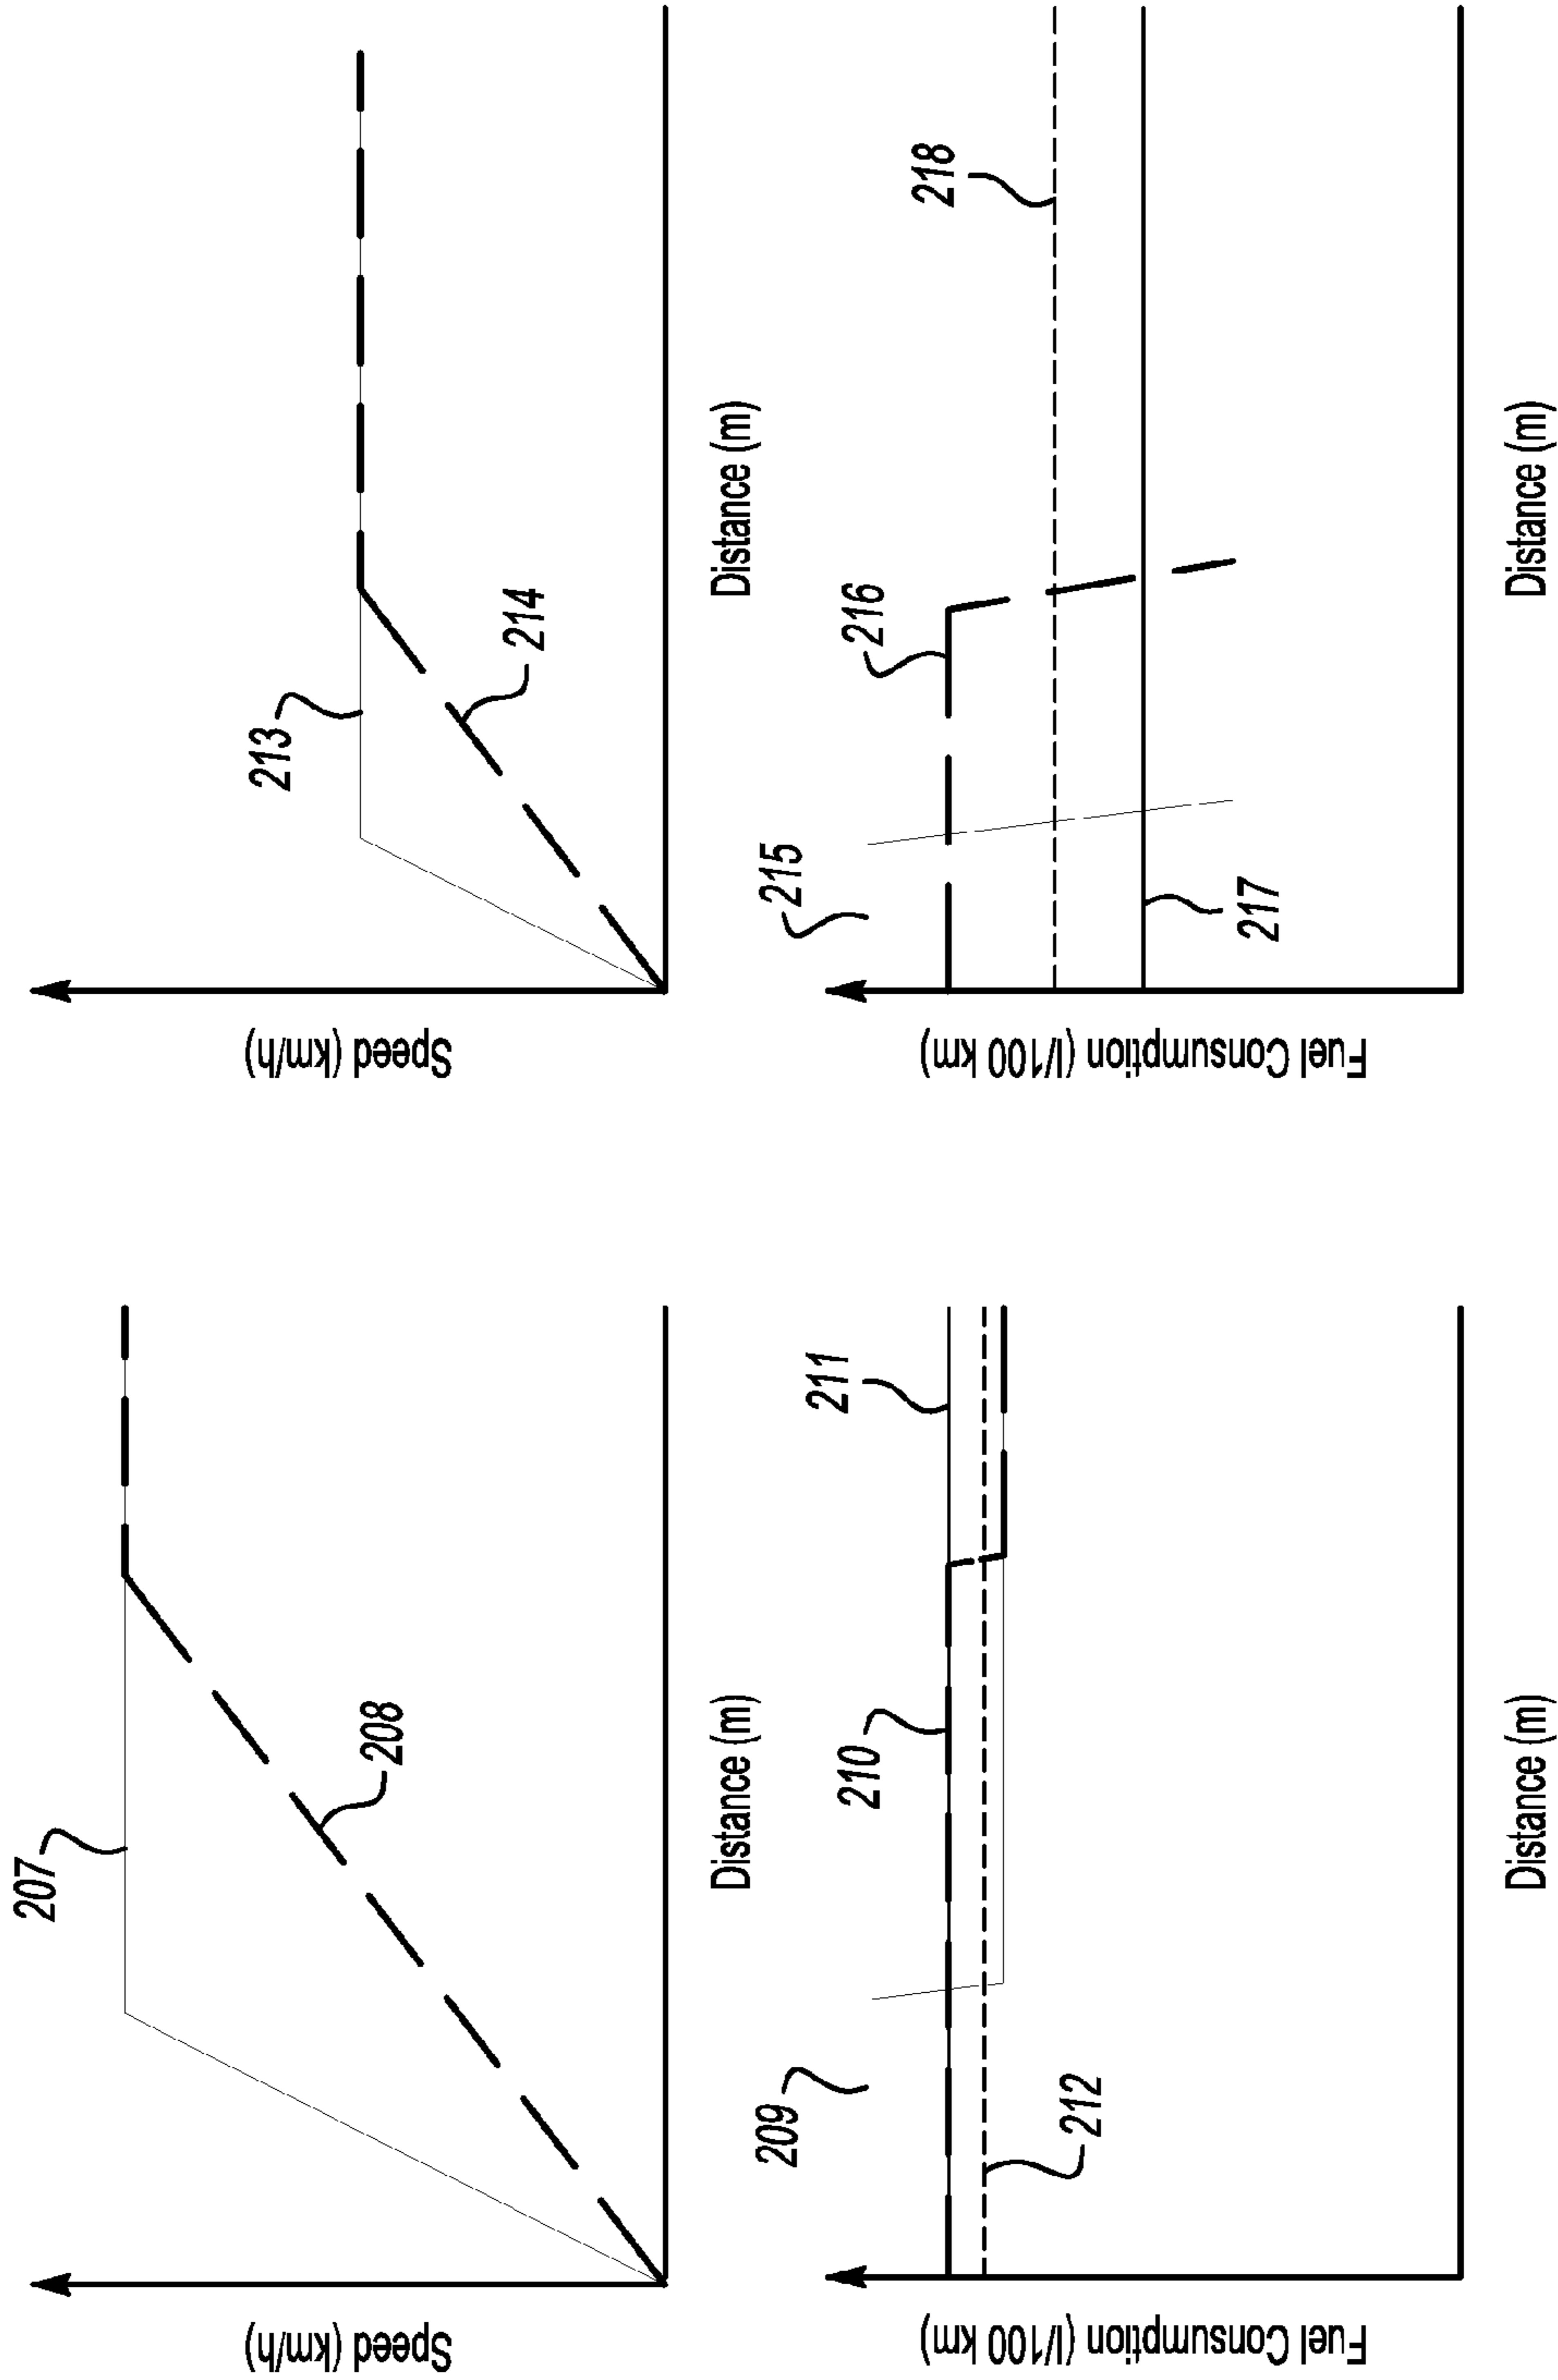 207
208
Speed (km/h)
Distance (m)
209
210
211
212
Fuel Consumption (l/100 km)
Distance (m)
213
214
Speed (km/h)
Distance (m)
215
216
218
217
Fuel Consumption (l/100 km)
Distance (m)